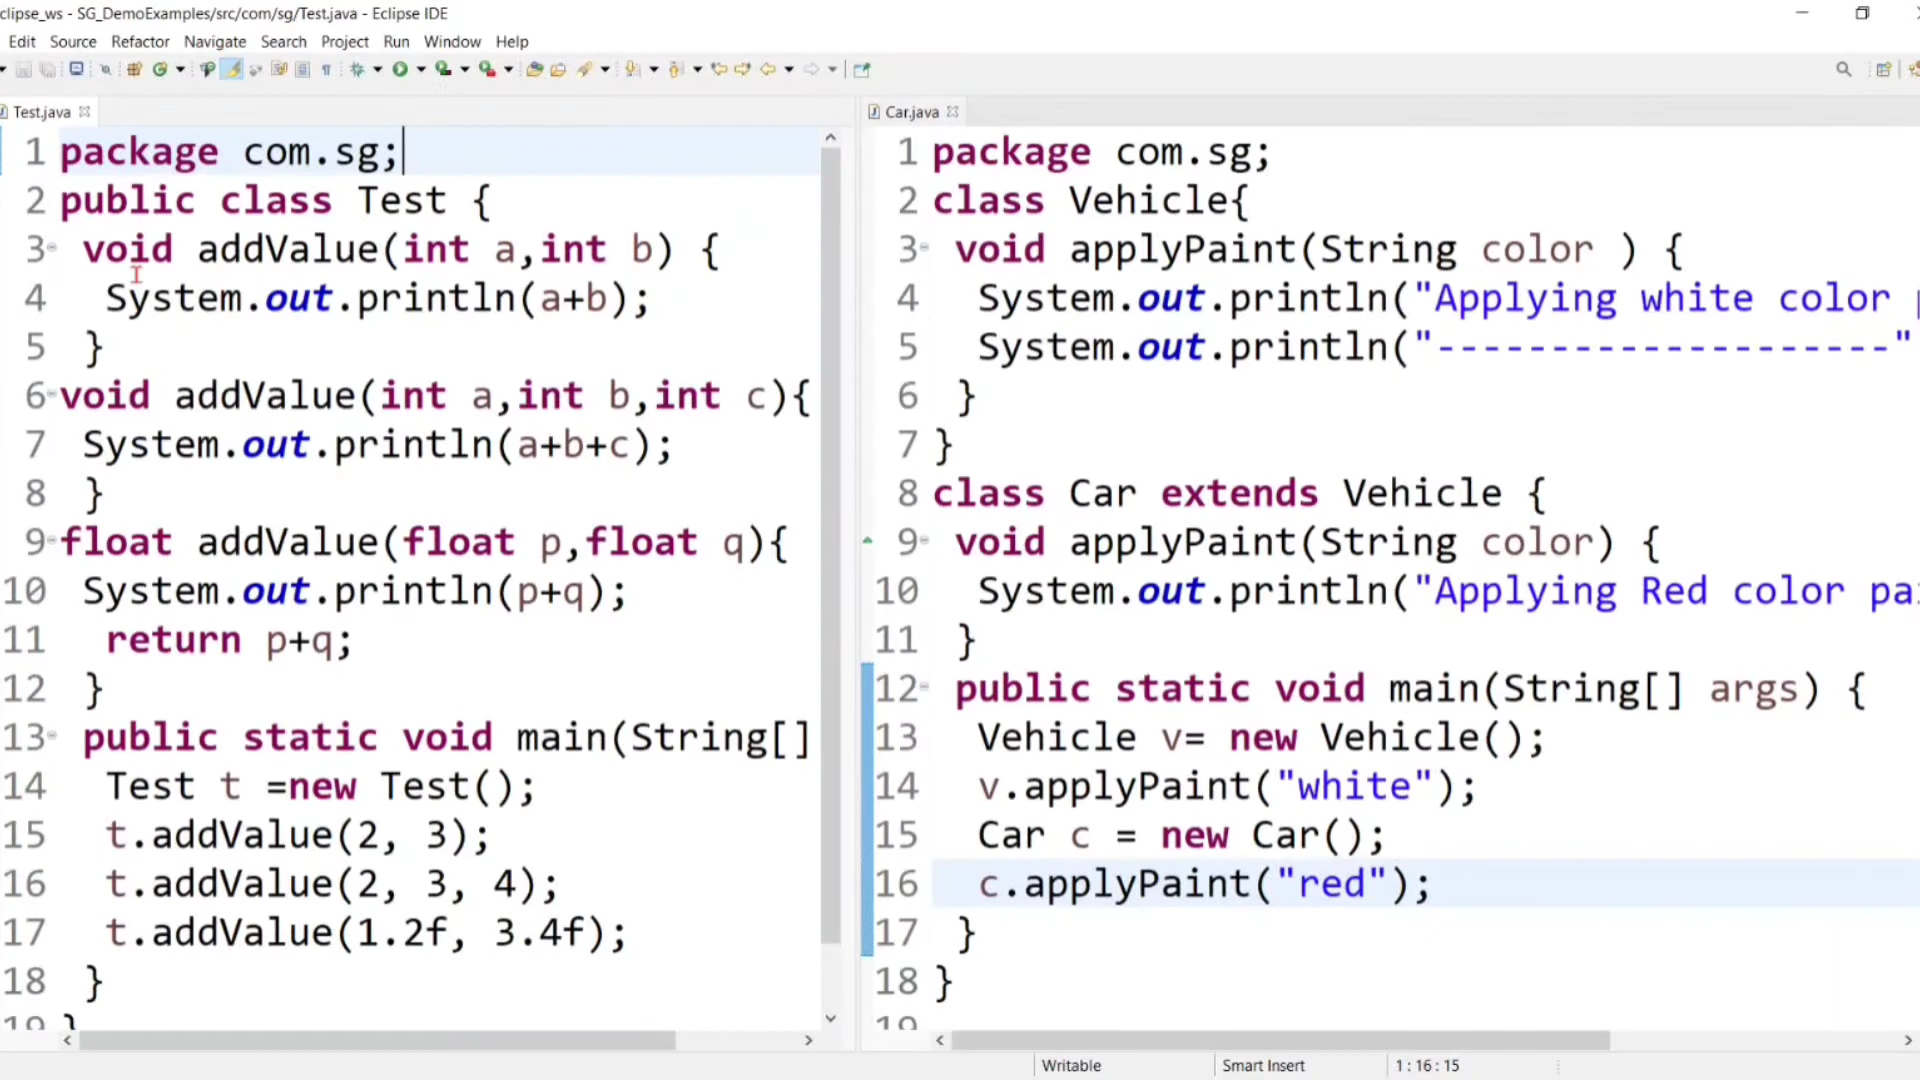 clipse_ws - SG_DemoExamples/src/com/sg/Test.java - Eclipse IDE
Edit Source Refactor Navigate Search Project Run Window Help
Test.java
1 package com.sg;
2 public class Test {
3 void addValue(int a,int b) {
4 System.out.println(a+b);
5 }
6 void addValue(int a,int b,int c){
7 System.out.println(a+b+c);
8 }
9 float addValue(float p,float q){
10 System.out.println(p+q);
11 return p+q;
12 }
13 public static void main(String[]
14 Test t =new Test();
15 t.addValue(2, 3);
16 t.addValue(2, 3, 4);
17 t.addValue(1.2f, 3.4f);
18 }
19 }
Car.java
1 package com.sg;
2 class Vehicle{
3 void applyPaint(String color ) {
4 System.out.println("Applying white color
5 System.out.println("--------------------"
6 }
7 }
8 class Car extends Vehicle {
9 void applyPaint(String color) {
10 System.out.println("Applying Red color pa
11 }
12 public static void main(String[] args) {
13 Vehicle v= new Vehicle();
14 v.applyPaint("white");
15 Car c = new Car();
16 c.applyPaint("red");
17 }
18 }
19
Writable Smart Insert 1 : 16 : 15